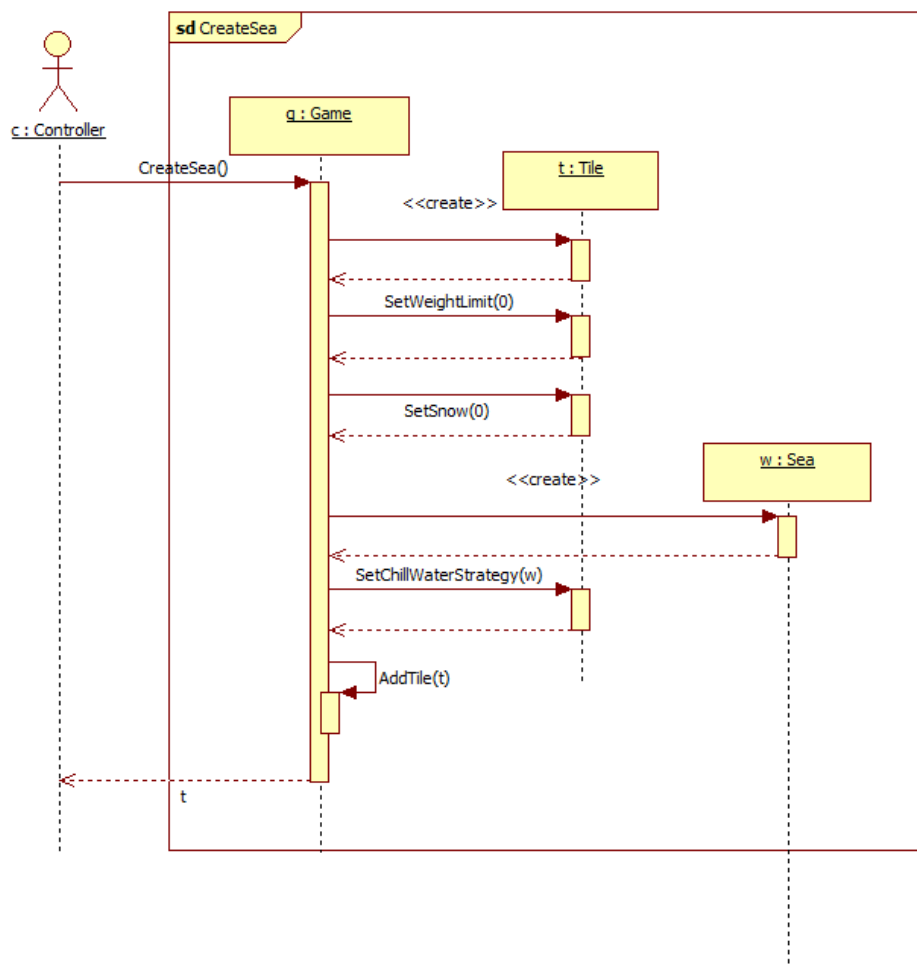 sd CreateSea
g : Game
c : Controller
CreateSea()
t : Tile
<<create>>
SetWeightLimit(0)
SetSnow(0)
w : Sea
<<create>>
SetChillWaterStrategy(w)
AddTile(t)
t